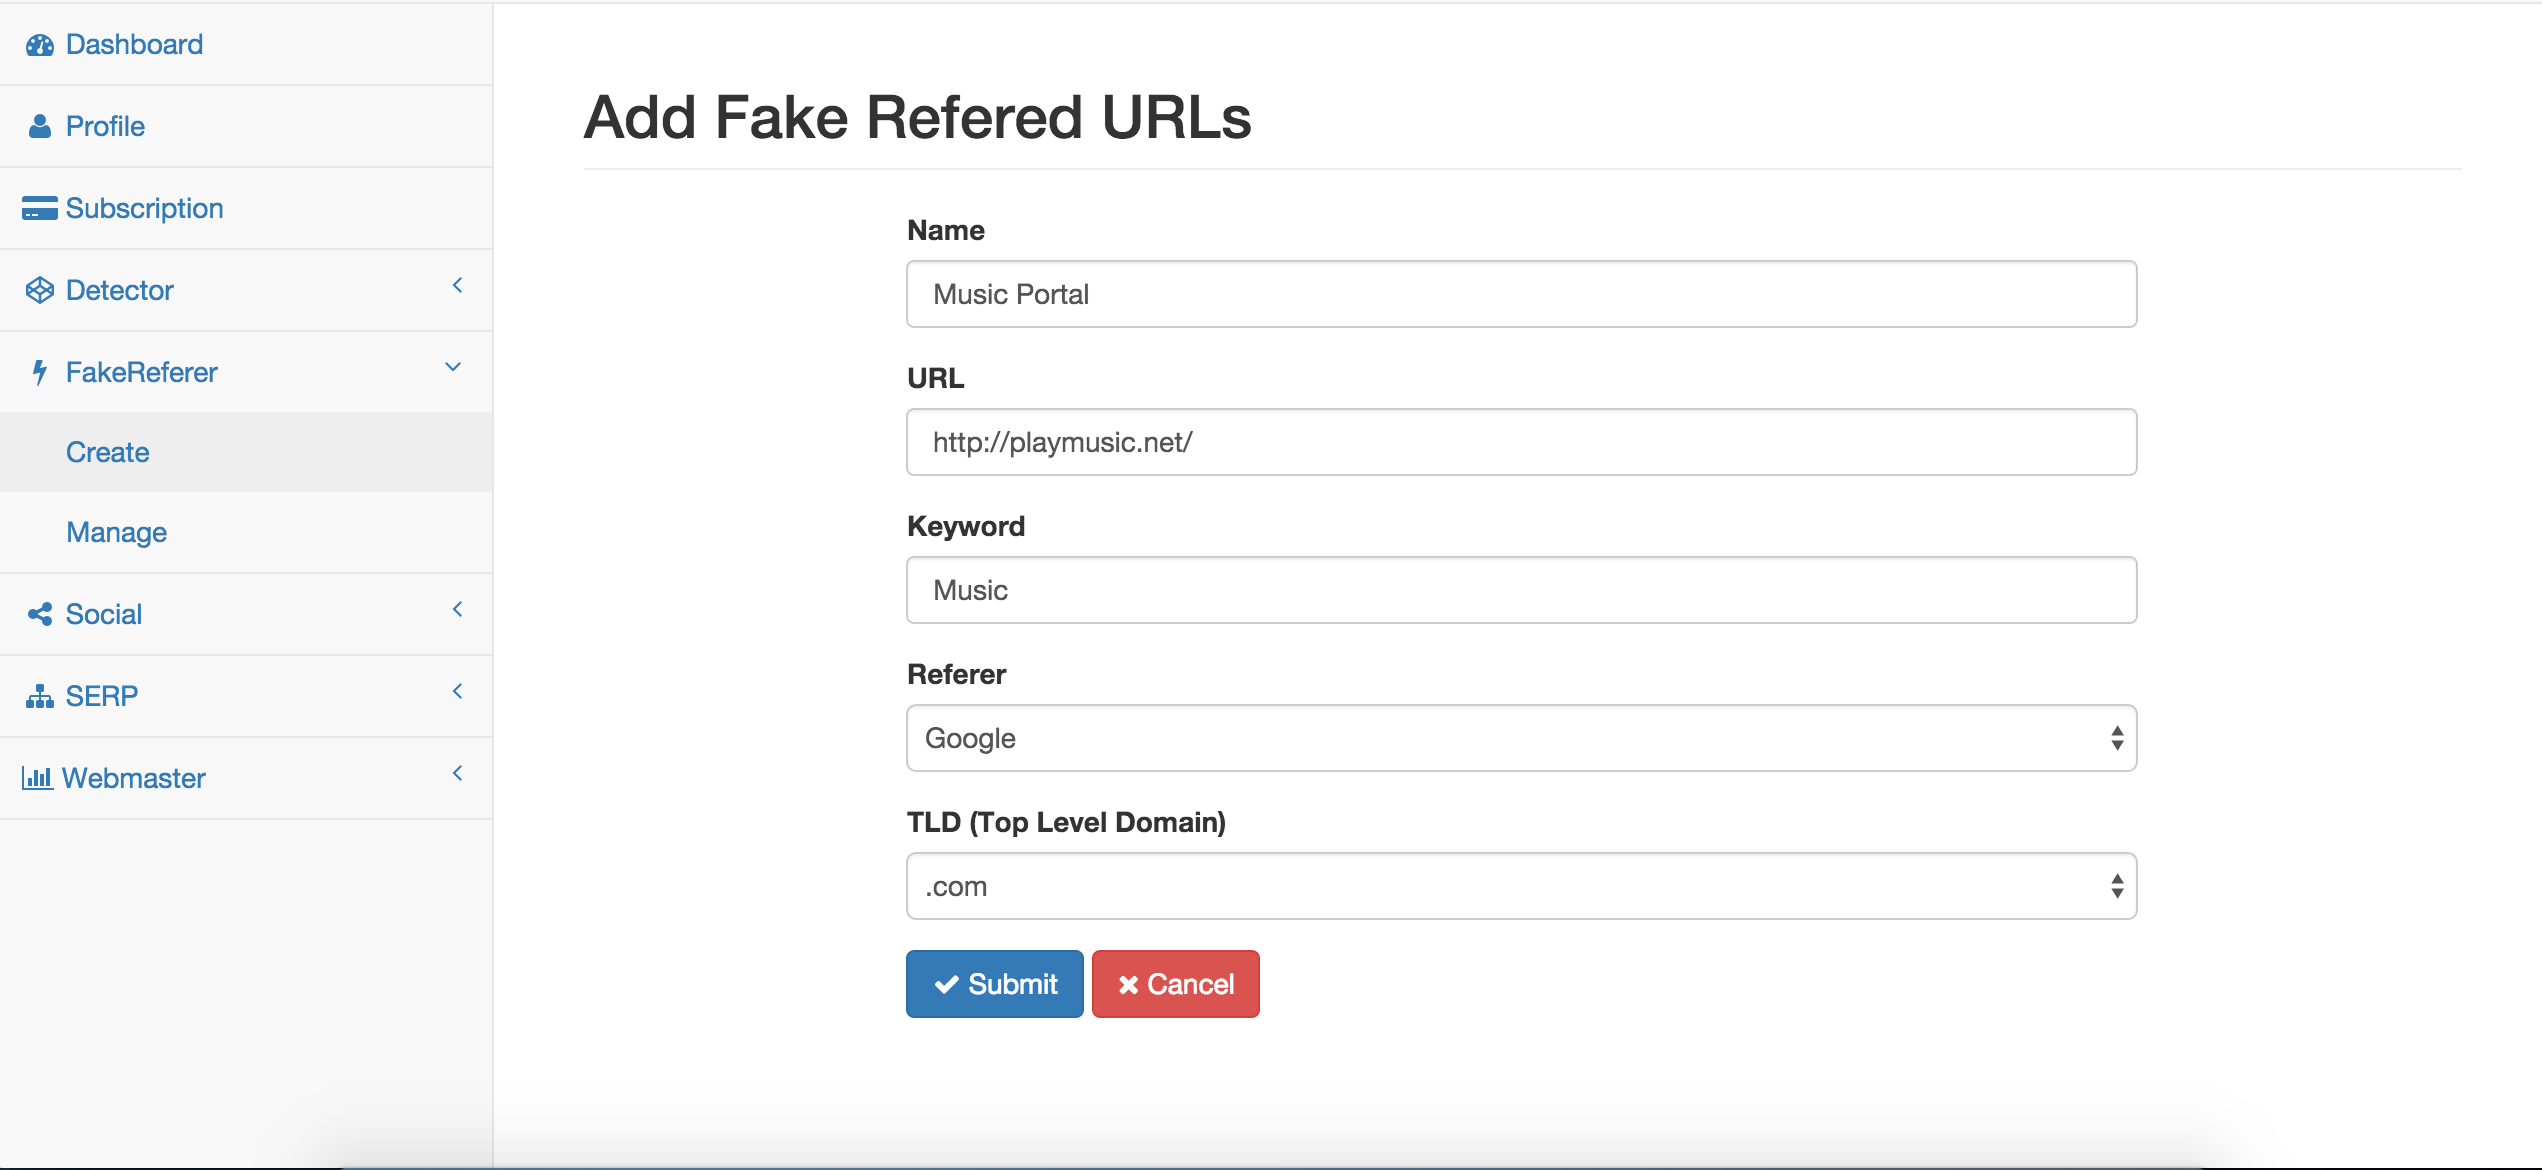 Dashboard
Profile
Subscription
Detector
FakeReferer
Create
Manage
Social
SERP
Webmaster
Add Fake Refered URLs
Name
Music Portal
URL
http://playmusic.net/
Keyword
Music
Referer
Google
TLD (Top Level Domain)
.com
Submit
Cancel